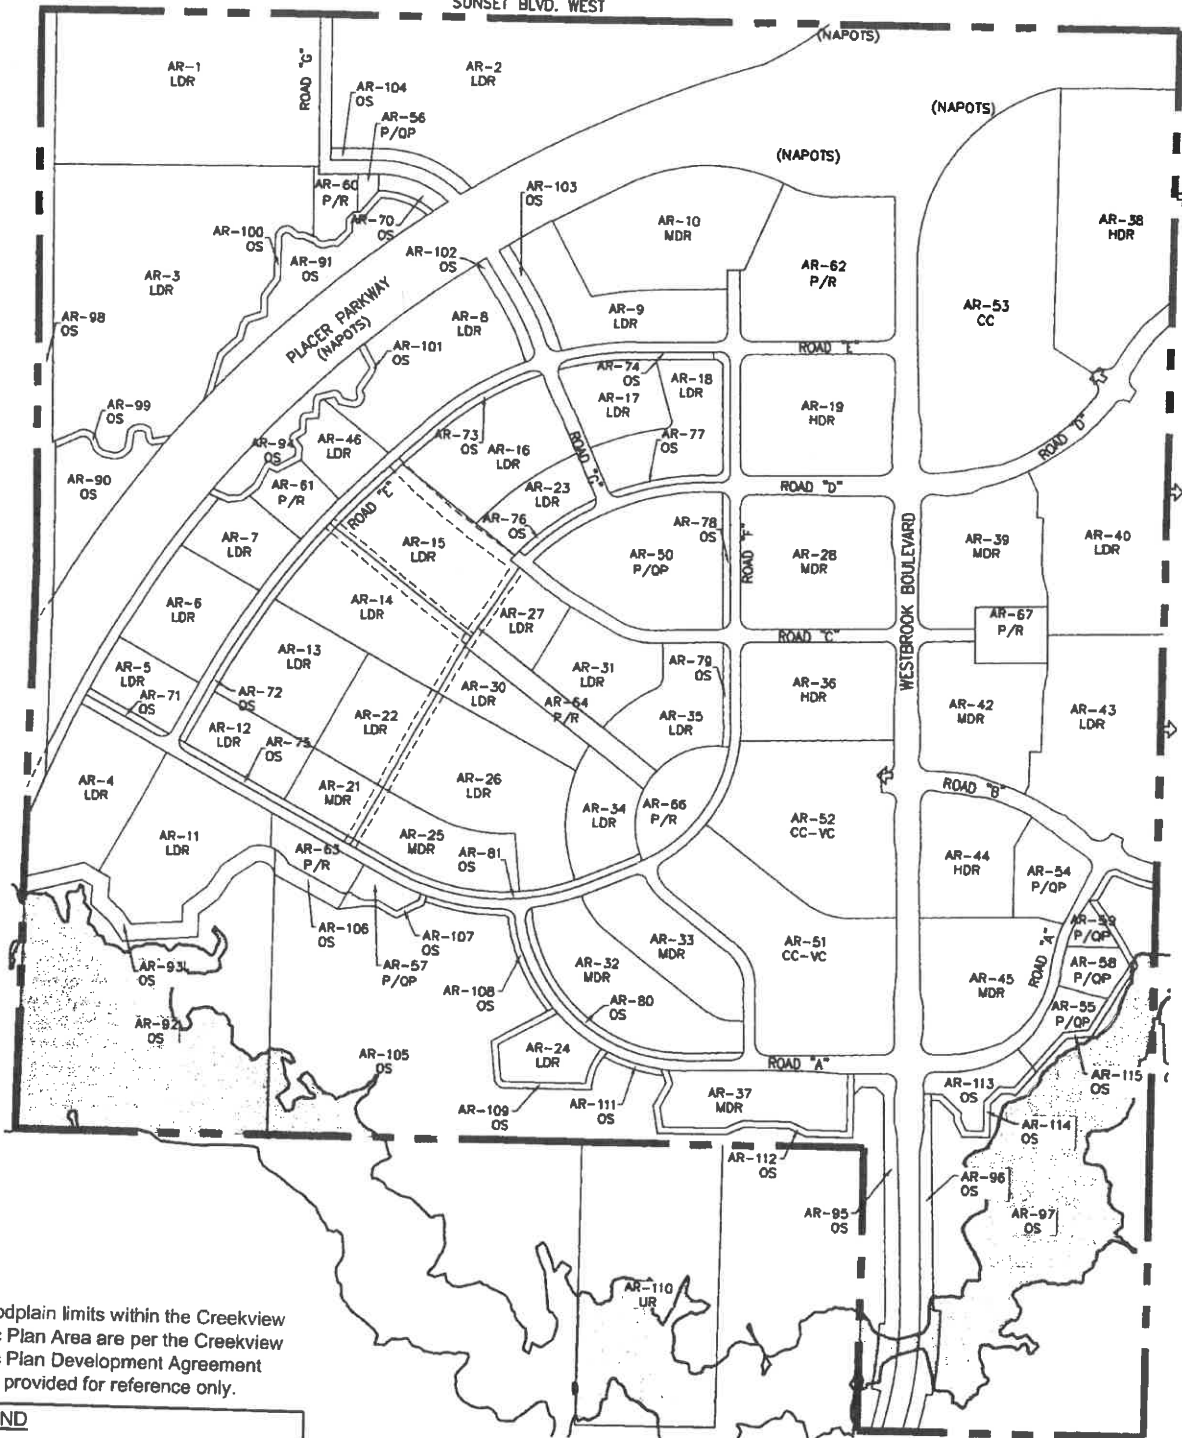 SUNSET BLVD. WEST
(NAPOTS)
AR-1
LDR
ROAD "G"
AR-2
LDR
AR-104
OS
AR-56
P/QP
(NAPOTS)
(NAPOTS)
AR-60
P/R
AR-103
OS
AR-70
OS
AR-10
MDR
AR-38
HDR
AR-100
OS
AR-91
OS
AR-102
OS
AR-62
P/R
AR-3
LDR
AR-98
OS
PLACER PARKWAY
(NAPOTS)
AR-8
LDR
AR-9
LDR
AR-53
CC
AR-101
OS
ROAD "E"
AR-74
OS
AR-18
LDR
AR-17
LDR
AR-19
HDR
AR-99
OS
AR-94
OS
AR-46
LDR
AR-73
OS
AR-16
LDR
ROAD "G"
AR-77
OS
ROAD "D"
AR-90
OS
AR-61
P/R
ROAD "E"
AR-23
LDR
ROAD "D"
AR-76
OS
AR-78
OS
AR-7
LDR
AR-15
LDR
AR-50
P/QP
ROAD "F"
AR-28
MDR
WESTBROOK BOULEVARD
AR-39
MDR
AR-40
LDR
AR-6
LDR
AR-14
LDR
AR-27
LDR
ROAD "C"
AR-67
P/R
AR-13
LDR
AR-5
LDR
AR-71
OS
AR-72
OS
AR-31
LDR
AR-79
OS
AR-36
HDR
AR-30
LDR
AR-64
P/R
AR-42
MDR
AR-43
LDR
AR-12
LDR
AR-22
LDR
AR-35
LDR
AR-75
OS
AR-4
LDR
AR-21
MDR
AR-26
LDR
ROAD "B"
AR-34
LDR
AR-66
P/R
AR-52
CC-VC
AR-11
LDR
AR-63
P/R
AR-25
MDR
AR-81
OS
AR-44
HDR
AR-54
P/QP
AR-106
OS
AR-107
OS
AR-59
P/QP
AR-93
OS
AR-57
P/QP
AR-33
MDR
AR-51
CC-VC
ROAD "A"
AR-58
P/QP
AR-32
MDR
AR-45
MDR
AR-108
OS
AR-80
OS
AR-55
P/QP
AR-92
OS
AR-105
OS
AR-24
LDR
ROAD "A"
AR-113
OS
AR-115
OS
AR-109
OS
AR-111
OS
AR-37
MDR
AR-114
OS
AR-112
OS
AR-96
OS
AR-95
OS
AR-97
OS
AR-110
UR
odplain limits within the Creekview
Plan Area are per the Creekview
Plan Development Agreement
provided for reference only.
ND